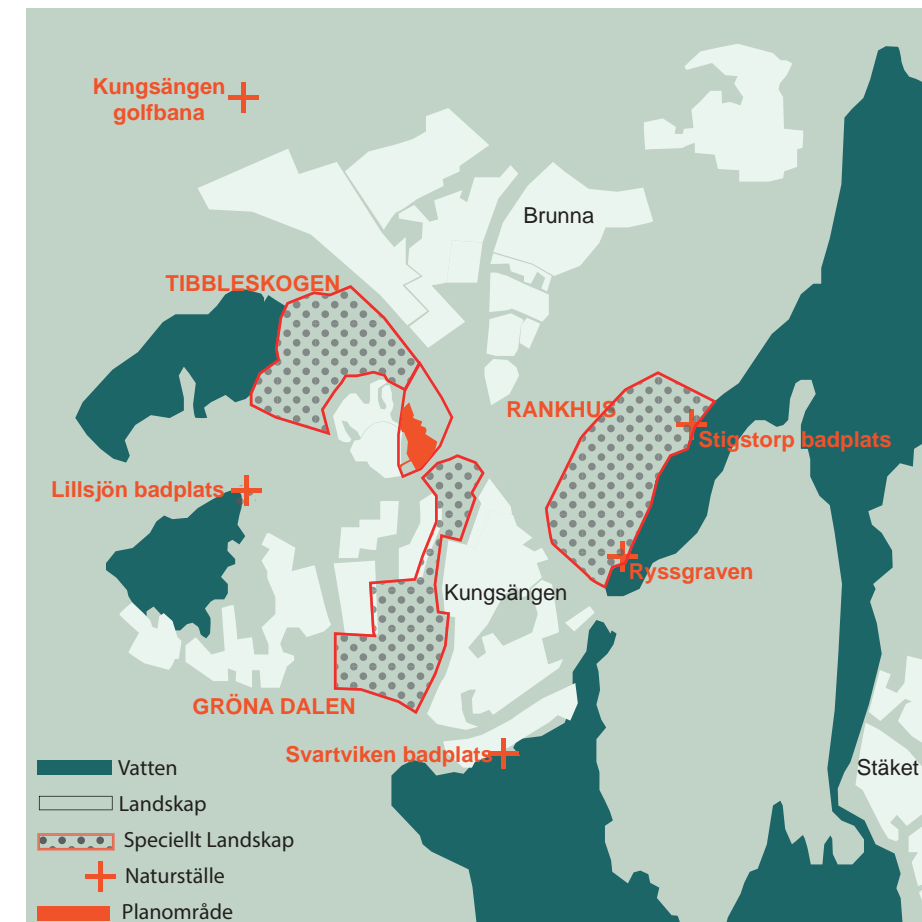 Kungsängen
golfbana
Brunna
TIBBLESKOGEN
RANKHUS
Stigstorp badplats
Lillsjön badplats
Ryssgraven
Kungsängen
GRÖNA DALEN
Svartviken badplats
Stäket
Vatten
Landskap
Speciellt Landskap
Naturställe
Planområde